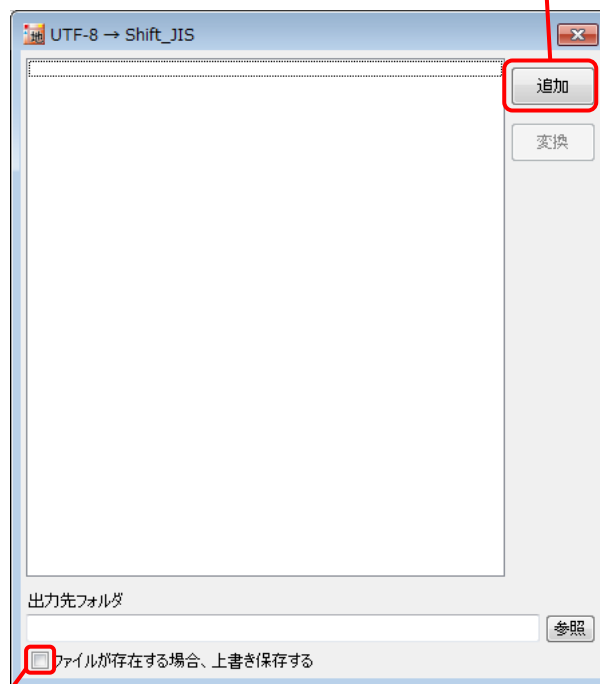 地 UTF-8 → Shift_JIS
追加
変換
出力先フォルダ
参照
ファイルが存在する場合、上書き保存する